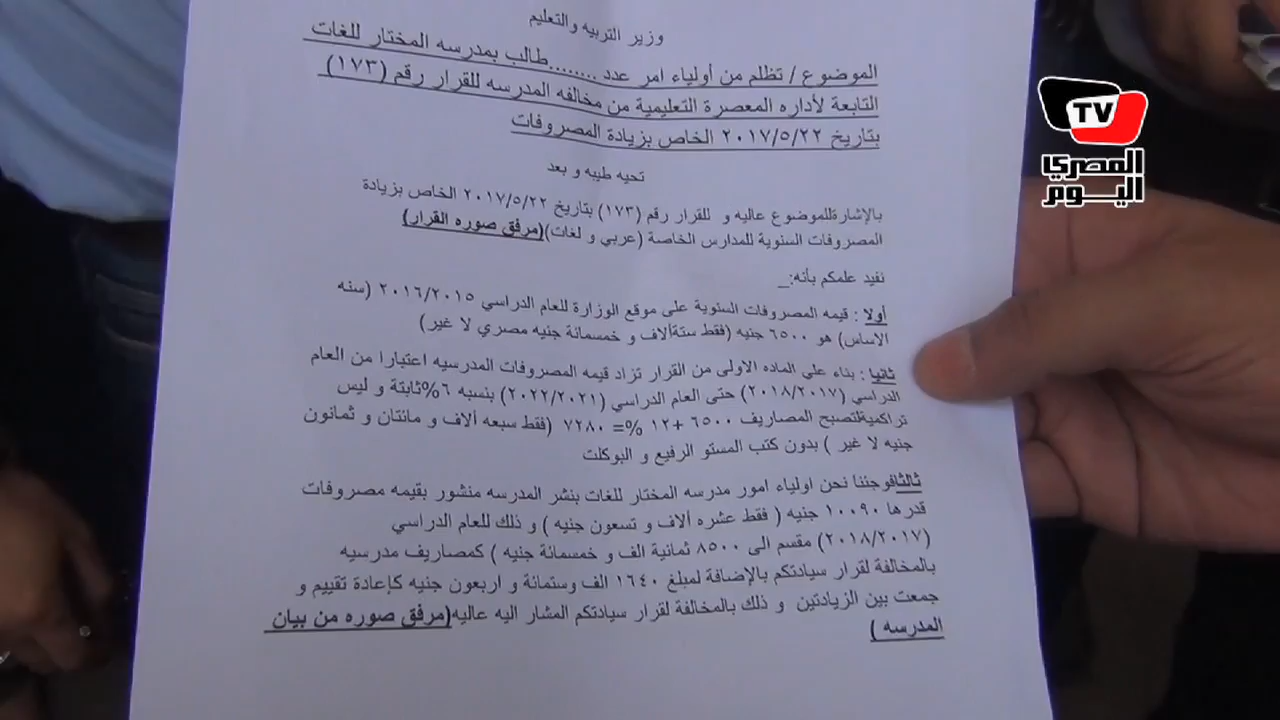 وزير التربيه والتعليم
الموضوع / تظلم من أولياء امر عدد ........طالب بمدرسه المختار للغات
التابعة لأداره المعصرة التعليمية من مخالفه المدرسه للقرار رقم (١٧٣)
بتاريخ ٢٠١٧/٥/٢٢ الخاص بزيادة المصروفات
تحيه طيبه و بعد
بالإشارةللموضوع عاليه و للقرار رقم (١٧٣) بتاريخ ٢٠١٧/٥/٢٢ الخاص بزيادة
المصروفات السنوية للمدارس الخاصة (عربي و لغات)(مرفق صوره القرار)
نفيد علمكم بأنه:_
أولا : قيمه المصروفات السنوية على موقع الوزارة للعام الدراسي ٢٠١٦/٢٠١٥ (سنه
الاساس) هو ٦٥٠٠ جنيه (فقط ستةآلاف و خمسمائة جنيه مصري لا غير)
ثانيا : بناء علي الماده الاولى من القرار تزاد قيمه المصروفات المدرسيه اعتبارا من العام
الدراسي (٢٠١٨/٢٠١٧) حتى العام الدراسي (٢٠٢٢/٢٠٢١) بنسبه ٦%ثابتة و ليس
تراكميةلتصبح المصاريف ٦٥٠٠ +١٢ %= ٧٢٨٠ (فقط سبعه آلاف و مائتان و ثمانون
جنيه لا غير ) بدون كتب المستو الرفيع و البوكلت
ثالثافوجئنا نحن اولياء امور مدرسه المختار للغات بنشر المدرسه منشور بقيمه مصروفات
قدرها ١٠٠٩٠ جنيه ( فقط عشره آلاف و تسعون جنيه ) و ذلك للعام الدراسي
(٢٠١٨/٢٠١٧) مقسم الى ٨٥٠٠ ثمانية الف و خمسمائة جنيه ) كمصاريف مدرسيه
بالمخالفة لقرار سيادتكم بالإضافة لمبلغ ١٦٤٠ الف وستمائة و اربعون جنيه كإعادة تقييم و
جمعت بين الزيادتين و ذلك بالمخالفة لقرار سيادتكم المشار اليه عاليه(مرفق صوره من بيان
المدرسه )
TV
المصري
اليوم